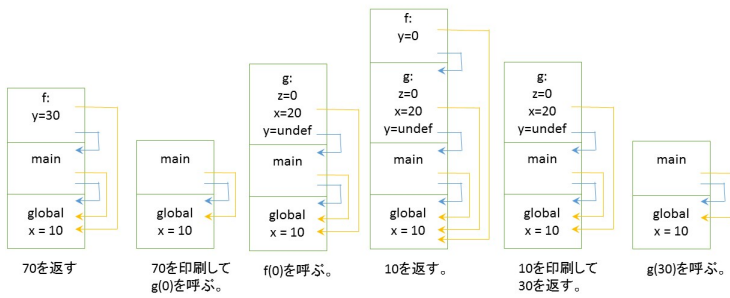 f:
y=30
main
global
x = 10
70を返す
main
global
x = 10
70を印刷して
g(0)を呼ぶ。
g:
z=0
x=20
y=undef
main
global
x = 10
f(0)を呼ぶ。
f:
y=0
g:
z=0
x=20
y=undef
main
global
x = 10
10を返す。
g:
z=0
x=20
y=undef
main
global
x = 10
10を印刷して
30を返す。
main
global
x = 10
g(30)を呼ぶ。